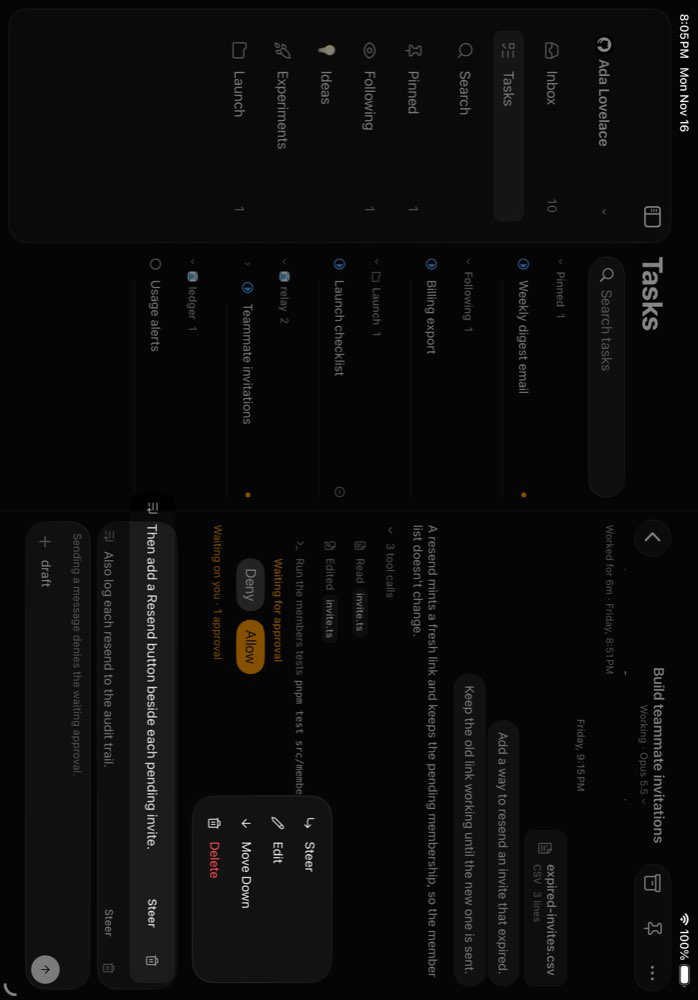 8:05 PM Mon Nov 16
100%
Ada Lovelace
Inbox 10
Tasks
Search
Pinned 1
Following 1
Ideas
Experiments
Launch 1
Tasks
Search tasks
Pinned 1
Weekly digest email
Following 1
Billing export
Launch 1
Launch checklist
relay 2
Teammate invitations
ledger 1
Usage alerts
Build teammate invitations
Working · Opus 5.5
Worked for 6m · Friday, 8:51 PM
Friday, 9:15 PM
expired-invites.csv
CSV 3 lines
Add a way to resend an invite that expired.
Keep the old link working until the new one is sent.
A resend mints a fresh link and keeps the pending membership, so the member
list doesn't change.
3 tool calls
Read invite.ts
Edited invite.ts
Run the members tests pnpm test src/membe
Waiting for approval
Deny Allow
Waiting on you · 1 approval
Steer
Edit
Move Down
Delete
Then add a Resend button beside each pending invite. Steer
Also log each resend to the audit trail. Steer
Sending a message denies the waiting approval.
draft